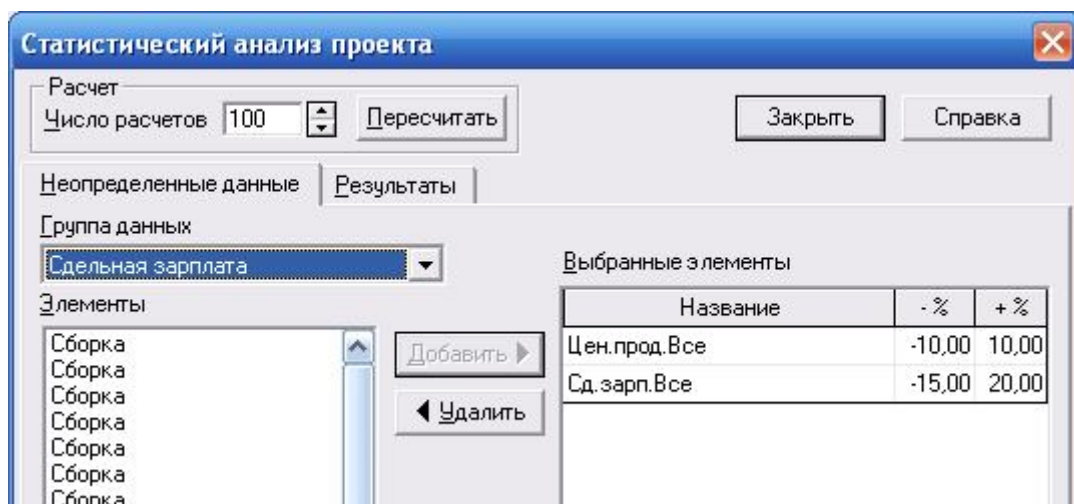 Статистический анализ проекта
Расчет
Число расчетов 100 Пересчитать Закрыть Справка
Неопределенные данные Результаты
Группа данных
Сдельная зарплата
Выбранные элементы
Элементы
Название - % + %
Сборка
Сборка
Сборка
Сборка
Сборка
Сборка
Сборка
Добавить
Удалить
Цен.прод.Все -10,00 10,00
Сд.зарп.Все -15,00 20,00